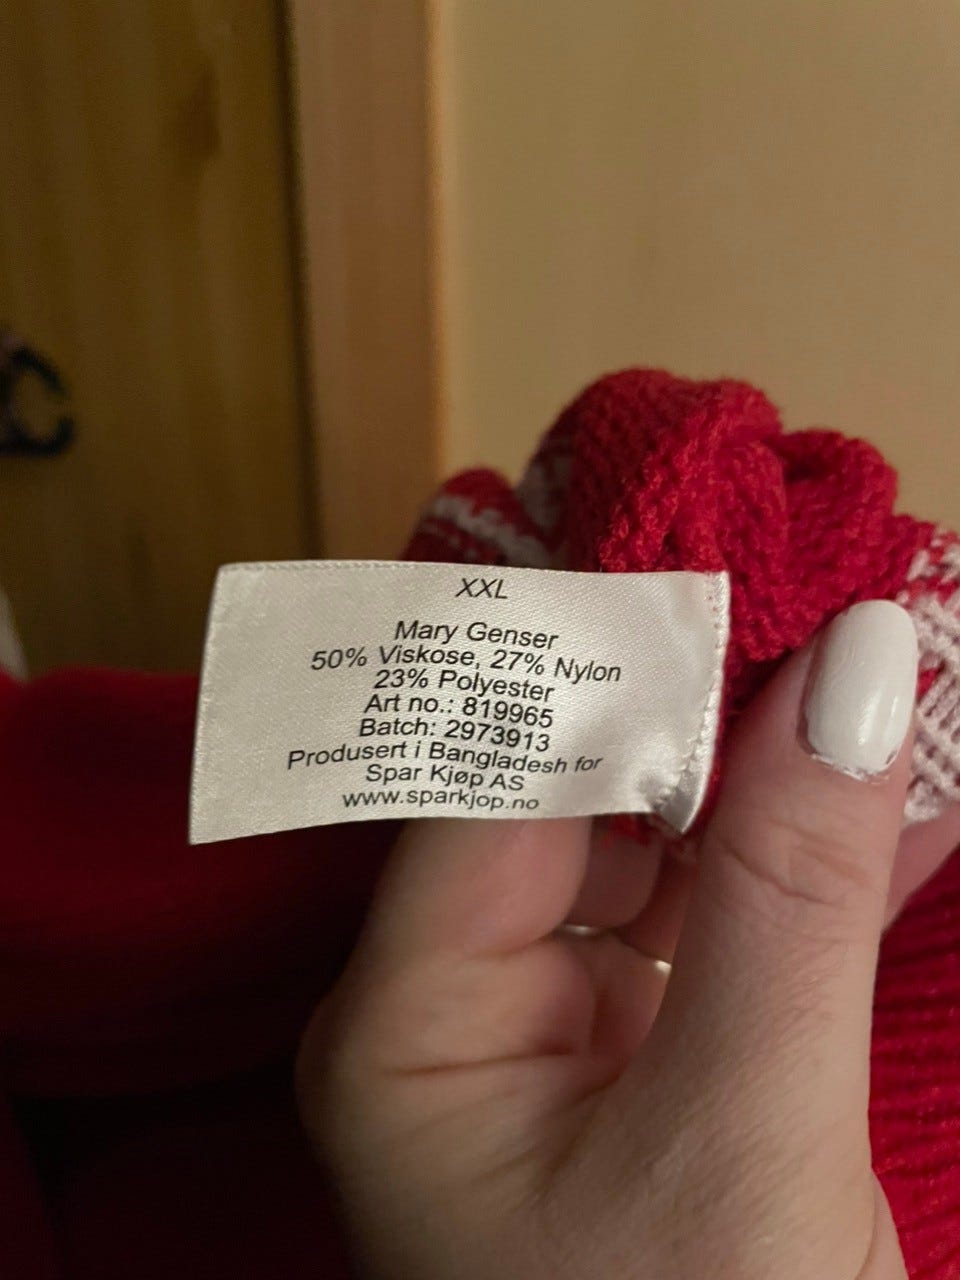 XXL
Mary Genser
50% Viskose, 27% Nylon
23% Polyester
Art no.: 819965
Batch: 2973913
Produsert i Bangladesh for
Spar Kjøp AS
www.sparkjop.no